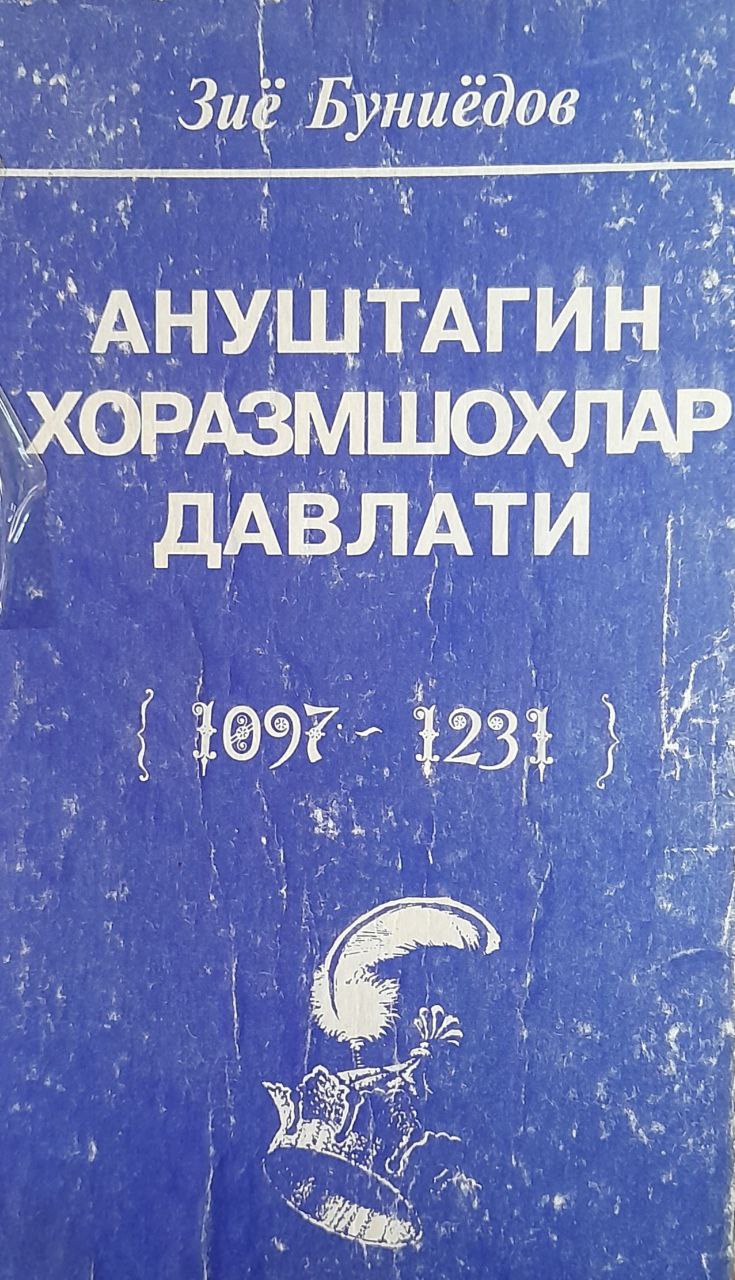 Зиё Буниёдов
АНУШТАГИН
ХОРАЗМШОҲЛАР
ДАВЛАТИ
{ 1097 - 1231 }